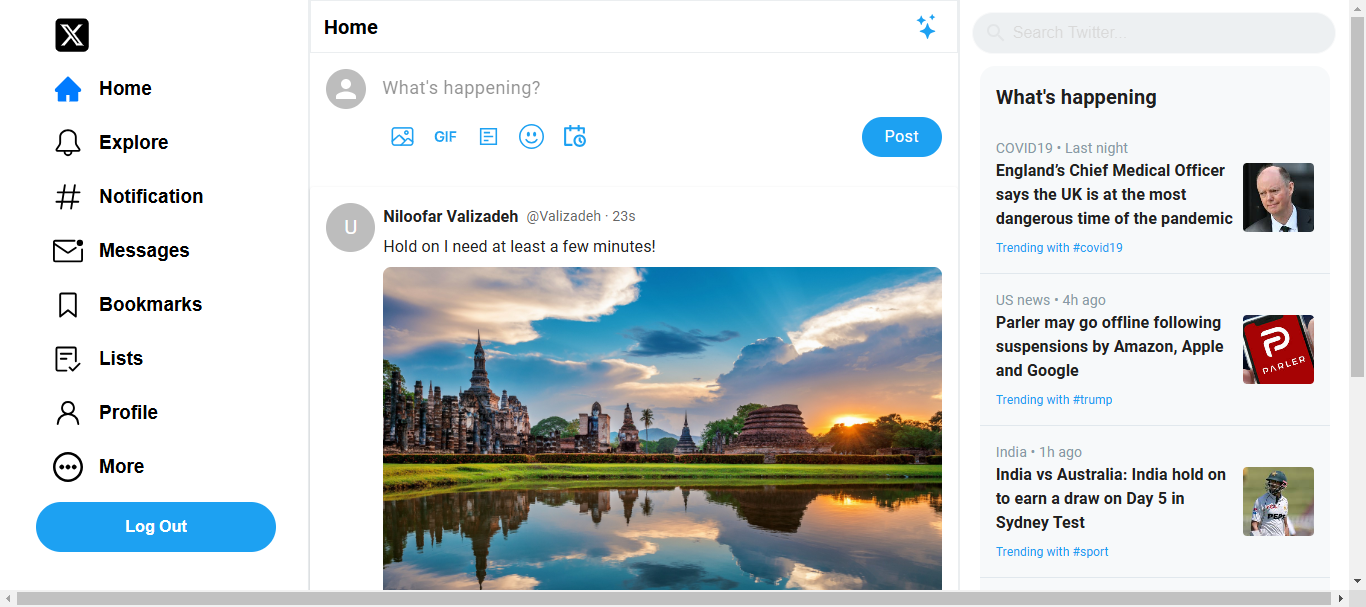 Home
Explore
Notification
Messages
Bookmarks
Lists
Profile
More
Log Out
Home
What's happening?
GIF
Post
U
Niloofar Valizadeh @Valizadeh · 23s
Hold on I need at least a few minutes!
Search Twitter...
What's happening
COVID19 • Last night
England’s Chief Medical Officer
says the UK is at the most
dangerous time of the pandemic
Trending with #covid19
US news • 4h ago
Parler may go offline following
suspensions by Amazon, Apple
and Google
PARLER
Trending with #trump
India • 1h ago
India vs Australia: India hold on
to earn a draw on Day 5 in
Sydney Test
Trending with #sport